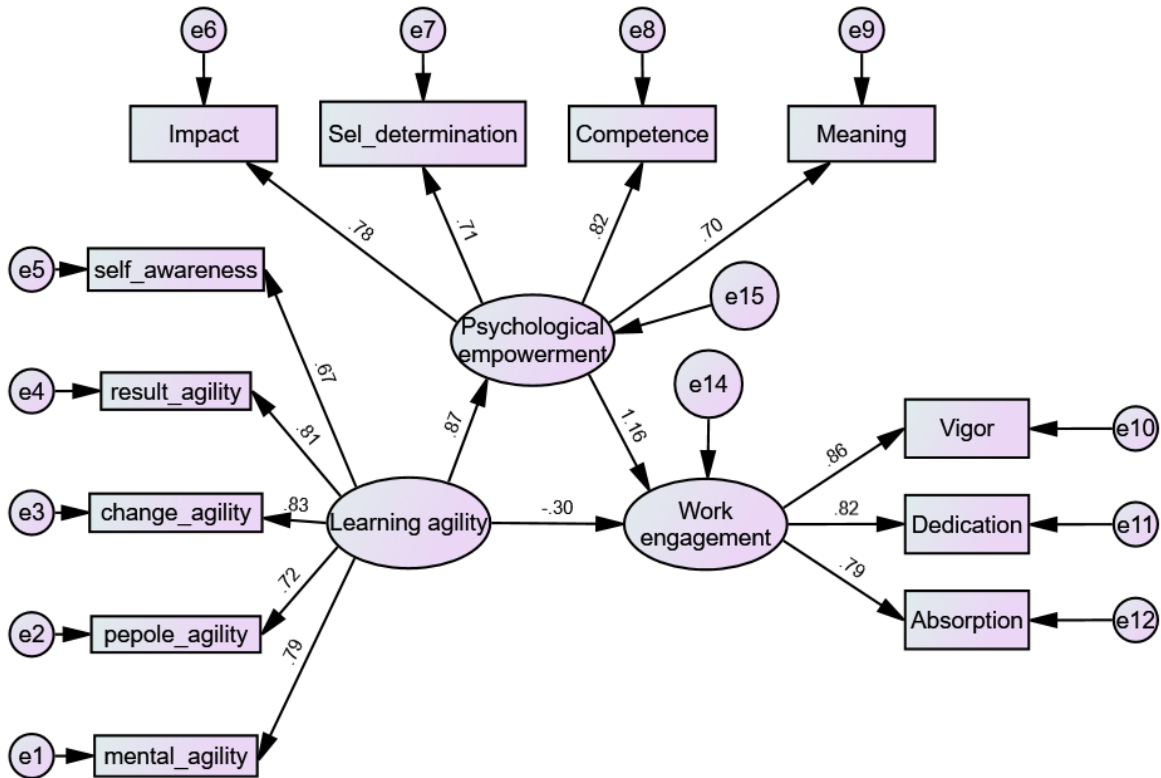 e6
e7
e8
e9
Impact
Sel_determination
Competence
Meaning
.78
.71
.82
.70
e5
self_awareness
e15
Psychological
empowerment
.67
e4
result_agility
e14
.81
.87
1.16
Vigor
e10
.86
e3
change_agility
.83
Learning agility
-.30
Work
engagement
.82
Dedication
e11
.72
.79
e2
pepole_agility
Absorption
e12
.79
e1
mental_agility